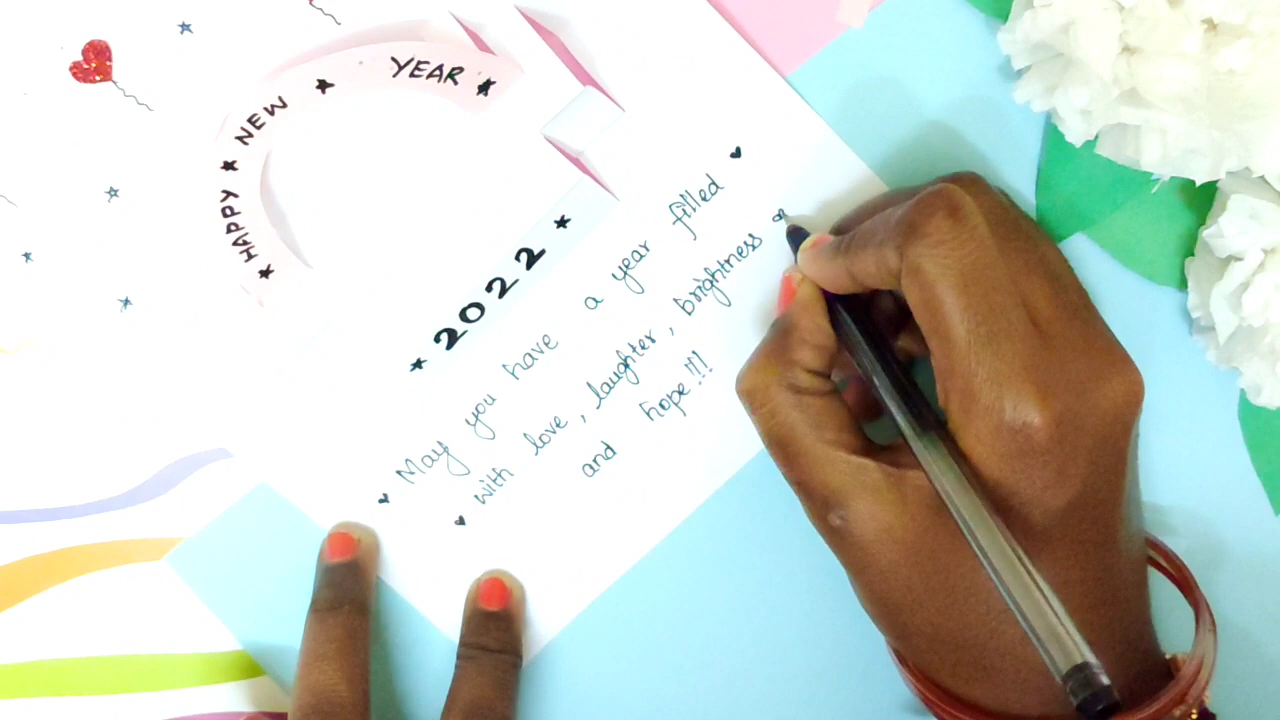 HAPPY NEW YEAR
2022
May you have a year filled
with love, laughter, brightness
and hope!!!